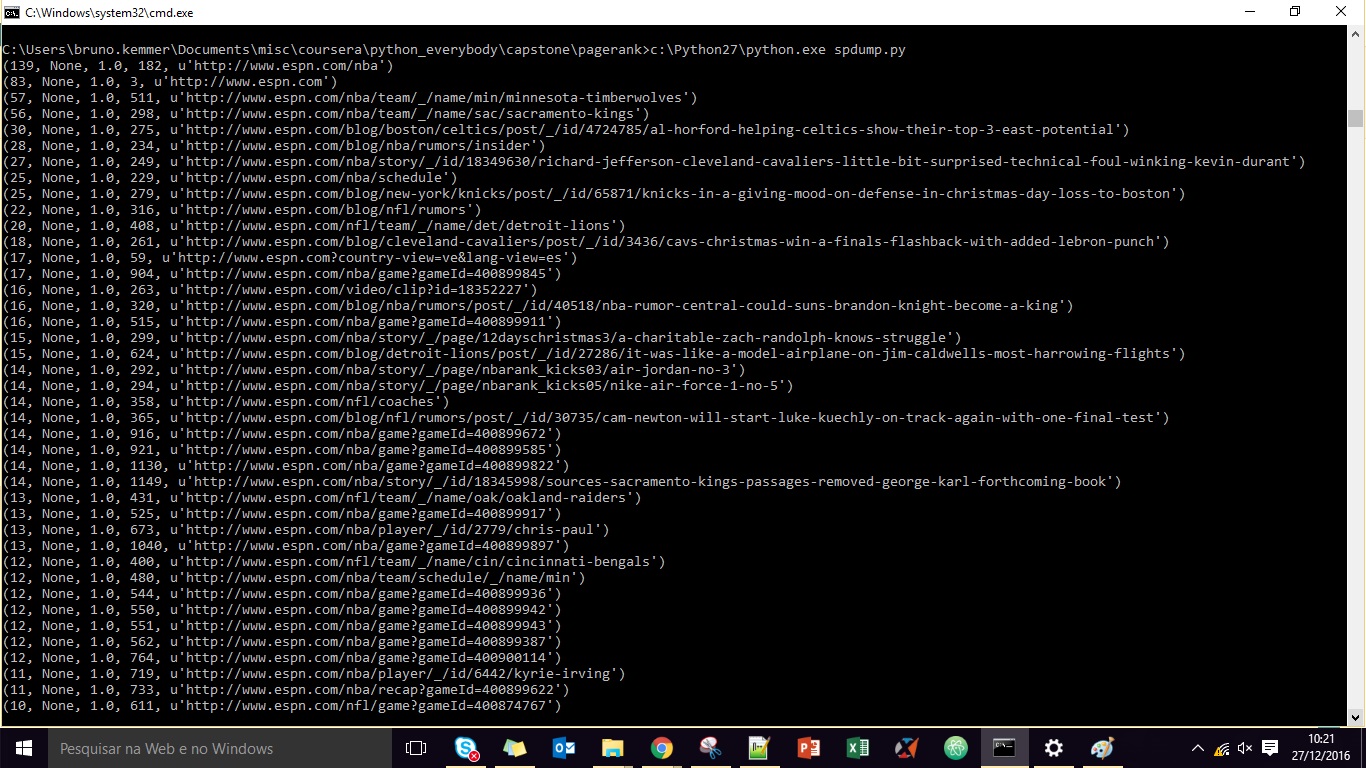 C:\Windows\system32\cmd.exe
C:\Users\bruno.kemmer\Documents\misc\coursera\python_everybody\capstone\pagerank>c:\Python27\python.exe spdump.py
(139, None, 1.0, 182, u'http://www.espn.com/nba')
(83, None, 1.0, 3, u'http://www.espn.com')
(57, None, 1.0, 511, u'http://www.espn.com/nba/team/_/name/min/minnesota-timberwolves')
(56, None, 1.0, 298, u'http://www.espn.com/nba/team/_/name/sac/sacramento-kings')
(30, None, 1.0, 275, u'http://www.espn.com/blog/boston/celtics/post/_/id/4724785/al-horford-helping-celtics-show-their-top-3-east-potential')
(28, None, 1.0, 234, u'http://www.espn.com/blog/nba/rumors/insider')
(27, None, 1.0, 249, u'http://www.espn.com/nba/story/_/id/18349630/richard-jefferson-cleveland-cavaliers-little-bit-surprised-technical-foul-winking-kevin-durant')
(25, None, 1.0, 229, u'http://www.espn.com/nba/schedule')
(25, None, 1.0, 279, u'http://www.espn.com/blog/new-york/knicks/post/_/id/65871/knicks-in-a-giving-mood-on-defense-in-christmas-day-loss-to-boston')
(22, None, 1.0, 316, u'http://www.espn.com/blog/nfl/rumors')
(20, None, 1.0, 408, u'http://www.espn.com/nfl/team/_/name/det/detroit-lions')
(18, None, 1.0, 261, u'http://www.espn.com/blog/cleveland-cavaliers/post/_/id/3436/cavs-christmas-win-a-finals-flashback-with-added-lebron-punch')
(17, None, 1.0, 59, u'http://www.espn.com?country-view=ve&lang-view=es')
(17, None, 1.0, 904, u'http://www.espn.com/nba/game?gameId=400899845')
(16, None, 1.0, 263, u'http://www.espn.com/video/clip?id=18352227')
(16, None, 1.0, 320, u'http://www.espn.com/blog/nba/rumors/post/_/id/40518/nba-rumor-central-could-suns-brandon-knight-become-a-king')
(16, None, 1.0, 515, u'http://www.espn.com/nba/game?gameId=400899911')
(15, None, 1.0, 299, u'http://www.espn.com/nba/story/_/page/12dayschristmas3/a-charitable-zach-randolph-knows-struggle')
(15, None, 1.0, 624, u'http://www.espn.com/blog/detroit-lions/post/_/id/27286/it-was-like-a-model-airplane-on-jim-caldwells-most-harrowing-flights')
(14, None, 1.0, 292, u'http://www.espn.com/nba/story/_/page/nbarank_kicks03/air-jordan-no-3')
(14, None, 1.0, 294, u'http://www.espn.com/nba/story/_/page/nbarank_kicks05/nike-air-force-1-no-5')
(14, None, 1.0, 358, u'http://www.espn.com/nfl/coaches')
(14, None, 1.0, 365, u'http://www.espn.com/blog/nfl/rumors/post/_/id/30735/cam-newton-will-start-luke-kuechly-on-track-again-with-one-final-test')
(14, None, 1.0, 916, u'http://www.espn.com/nba/game?gameId=400899672')
(14, None, 1.0, 921, u'http://www.espn.com/nba/game?gameId=400899585')
(14, None, 1.0, 1130, u'http://www.espn.com/nba/game?gameId=400899822')
(14, None, 1.0, 1149, u'http://www.espn.com/nba/story/_/id/18345998/sources-sacramento-kings-passages-removed-george-karl-forthcoming-book')
(13, None, 1.0, 431, u'http://www.espn.com/nfl/team/_/name/oak/oakland-raiders')
(13, None, 1.0, 525, u'http://www.espn.com/nba/game?gameId=400899917')
(13, None, 1.0, 673, u'http://www.espn.com/nba/player/_/id/2779/chris-paul')
(13, None, 1.0, 1040, u'http://www.espn.com/nba/game?gameId=400899897')
(12, None, 1.0, 400, u'http://www.espn.com/nfl/team/_/name/cin/cincinnati-bengals')
(12, None, 1.0, 480, u'http://www.espn.com/nba/team/schedule/_/name/min')
(12, None, 1.0, 544, u'http://www.espn.com/nba/game?gameId=400899936')
(12, None, 1.0, 550, u'http://www.espn.com/nba/game?gameId=400899942')
(12, None, 1.0, 551, u'http://www.espn.com/nba/game?gameId=400899943')
(12, None, 1.0, 562, u'http://www.espn.com/nba/game?gameId=400899387')
(12, None, 1.0, 764, u'http://www.espn.com/nba/game?gameId=400900114')
(11, None, 1.0, 719, u'http://www.espn.com/nba/player/_/id/6442/kyrie-irving')
(11, None, 1.0, 733, u'http://www.espn.com/nba/recap?gameId=400899622')
(10, None, 1.0, 611, u'http://www.espn.com/nfl/game?gameId=400874767')
Pesquisar na Web e no Windows
10:21
27/12/2016